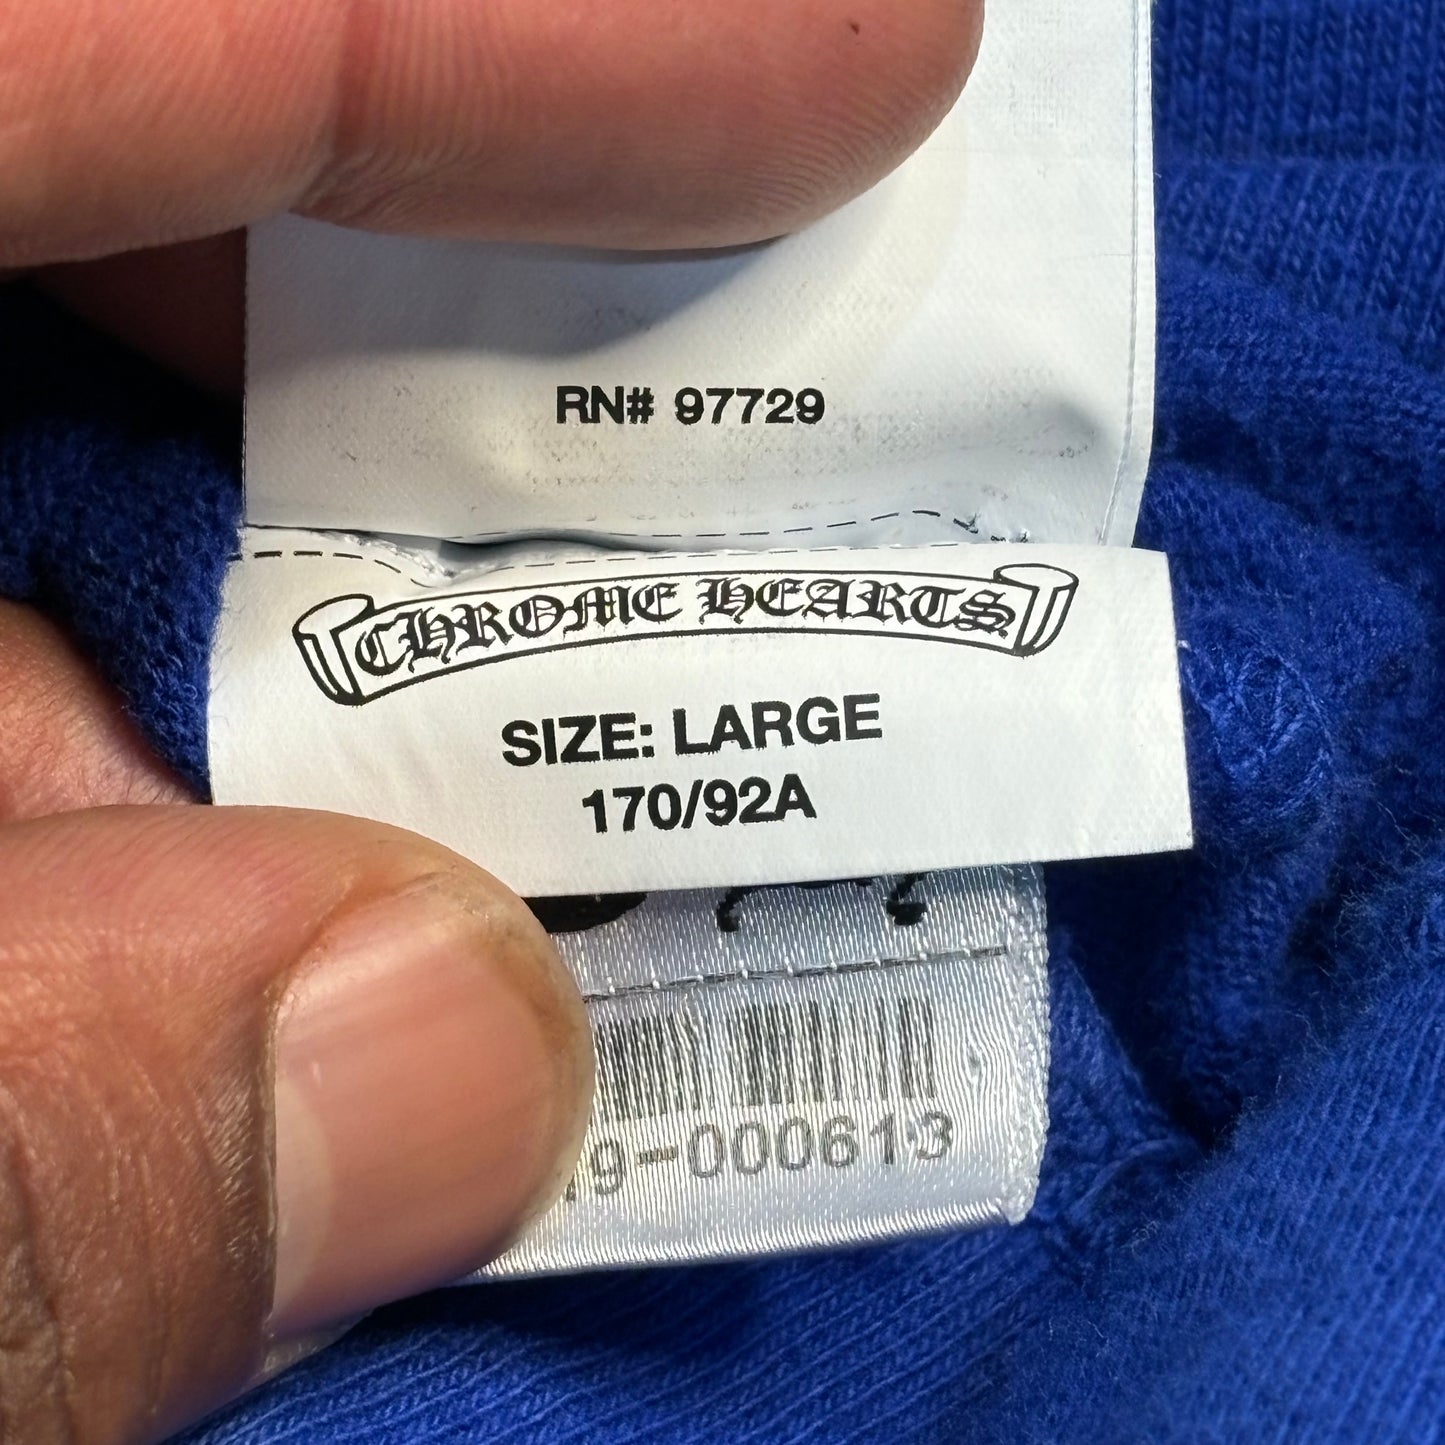 RN# 97729
CHROME HEARTS
SIZE: LARGE
170/92A
9-000613